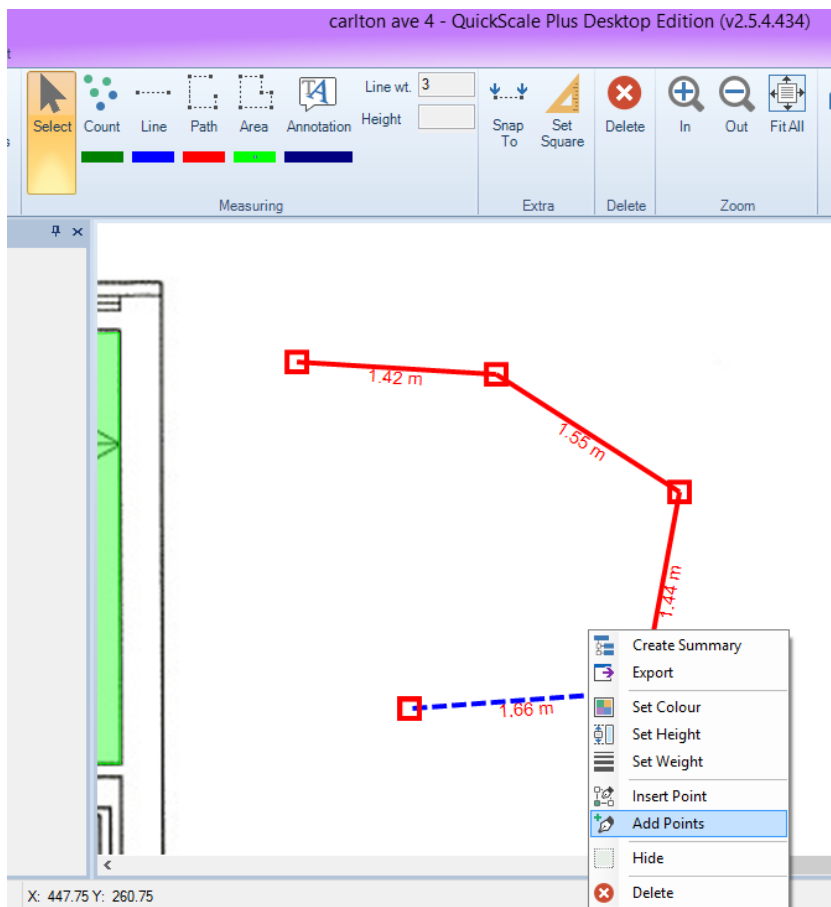 carlton ave 4 - QuickScale Plus Desktop Edition (v2.5.4.434)
Select
Count
Line
Path
Area
Annotation
Line wt. 3
Height
Snap To
Set Square
Delete
In
Out
Fit All
Measuring
Extra
Delete
Zoom
1.42 m
1.55 m
1.44 m
1.66 m
Create Summary
Export
Set Colour
Set Height
Set Weight
Insert Point
Add Points
Hide
Delete
X: 447.75 Y: 260.75